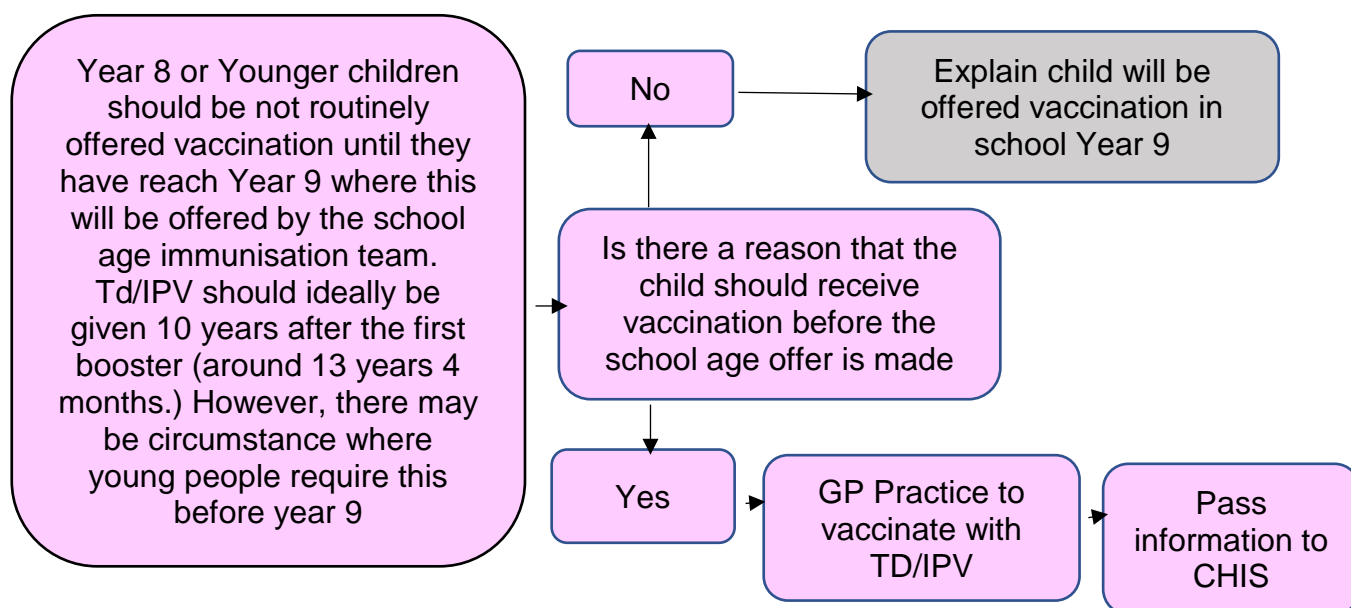 Year 8 or Younger children
should be not routinely
offered vaccination until they
have reach Year 9 where this
will be offered by the school
age immunisation team.
Td/IPV should ideally be
given 10 years after the first
booster (around 13 years 4
months.) However, there may
be circumstance where
young people require this
before year 9
Is there a reason that the
child should receive
vaccination before the
school age offer is made
No
Explain child will be
offered vaccination in
school Year 9
Yes
GP Practice to
vaccinate with
TD/IPV
Pass
information to
CHIS